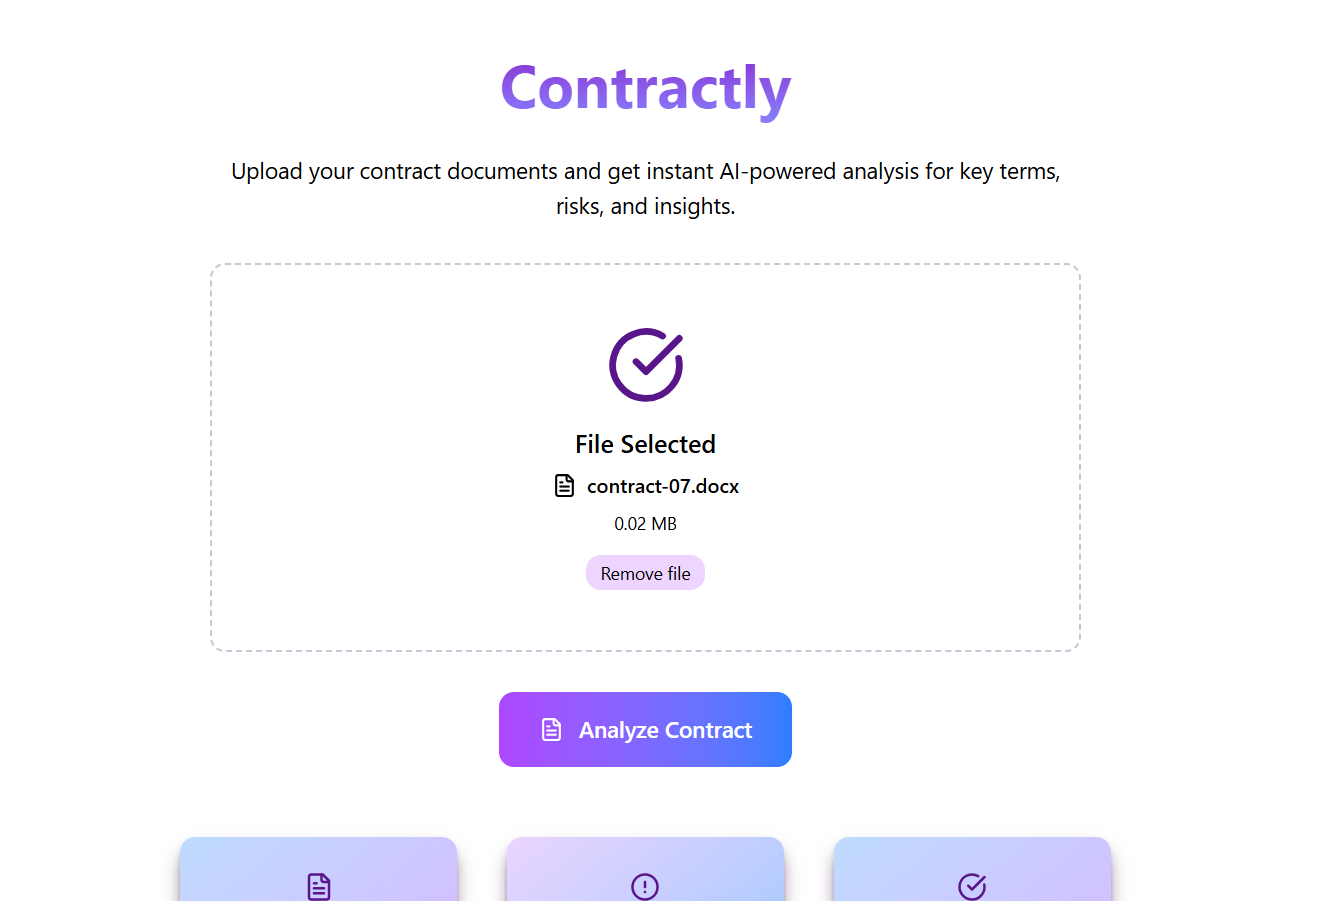 Contractly
Upload your contract documents and get instant AI-powered analysis for key terms,
risks, and insights.
File Selected
contract-07.docx
0.02 MB
Remove file
Analyze Contract